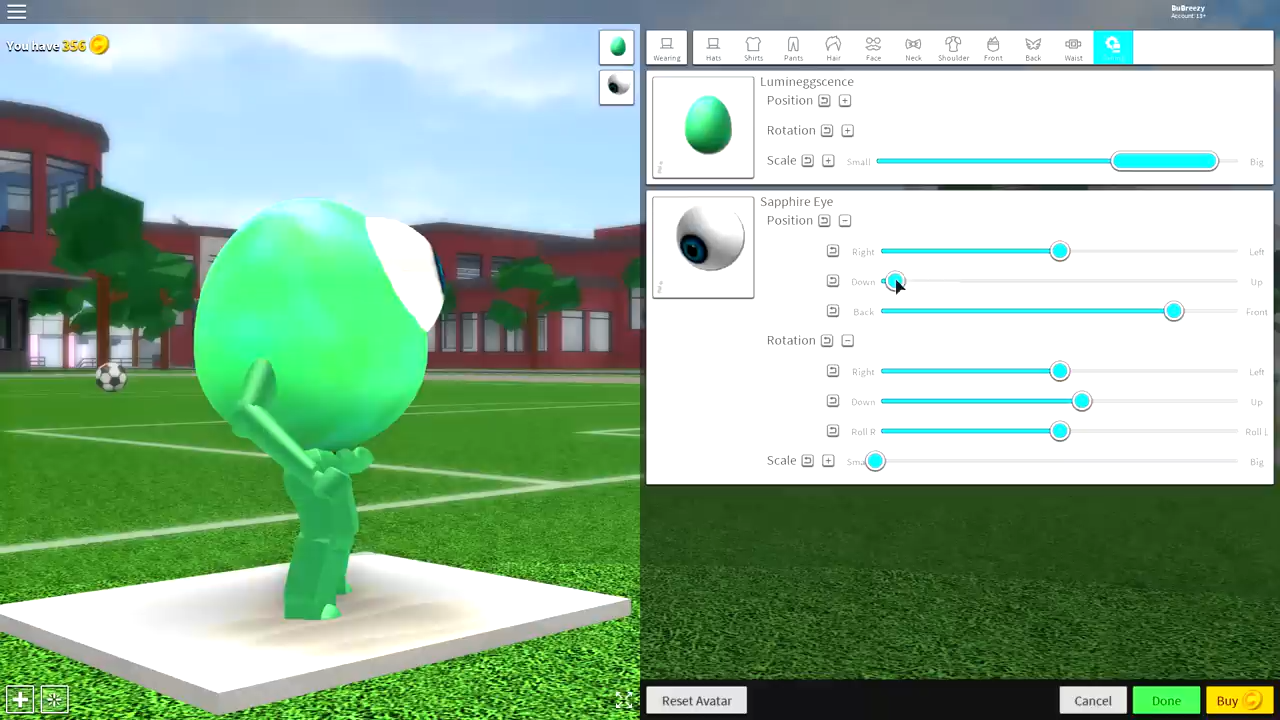 BuBreezy
Account: 13+
You have 356
Wearing
Hats
Shirts
Pants
Hair
Face
Neck
Shoulder
Front
Back
Waist
Lumineggscence
Position
Rotation
Scale Small Big
Sapphire Eye
Position
Right Left
Down Up
Back Front
Rotation
Right Left
Down Up
Roll R Roll L
Scale Sma Big
Reset Avatar
Cancel
Done
Buy